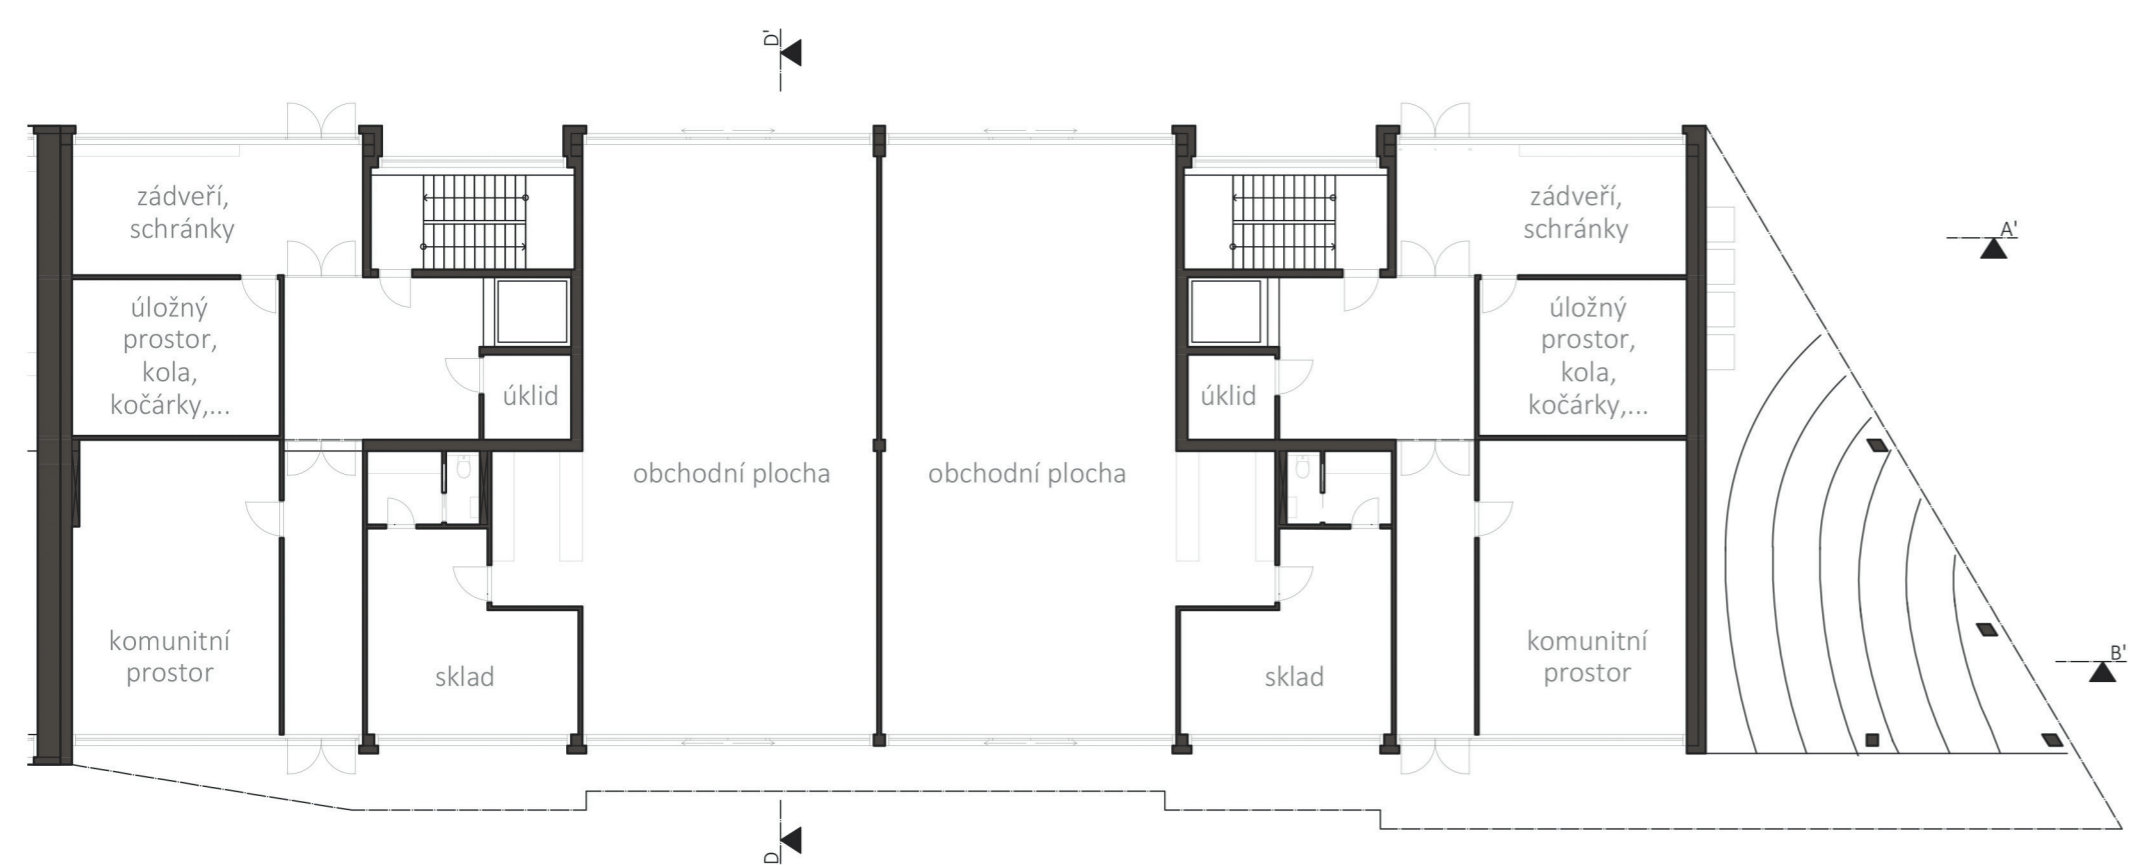 D'
zádveří,
schránky
zádveří,
schránky
A'
úložný
prostor,
kola,
kočárky,...
úklid
úklid
úložný
prostor,
kola,
kočárky,...
obchodní plocha
obchodní plocha
komunitní
prostor
sklad
sklad
komunitní
prostor
B'
D